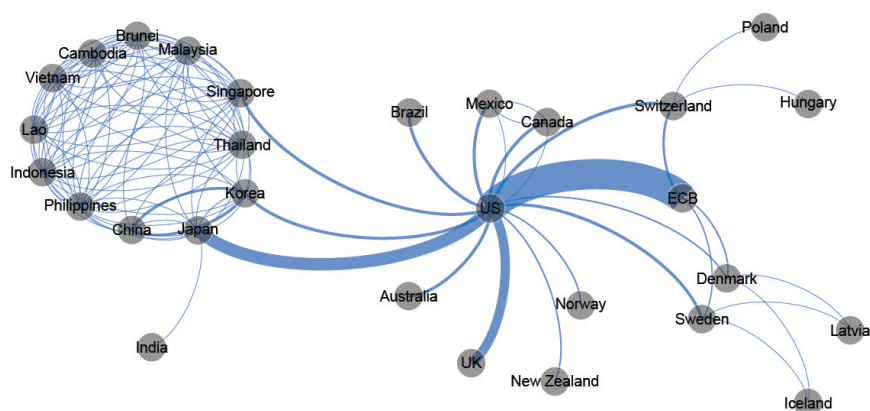 Poland
Brunei
Cambodia
Malaysia
Vietnam
Singapore
Brazil
Mexico
Canada
Switzerland
Hungary
Lao
Thailand
Indonesia
Korea
Philippines
China
Japan
US
ECB
Denmark
Australia
Norway
Sweden
Latvia
India
UK
New Zealand
Iceland